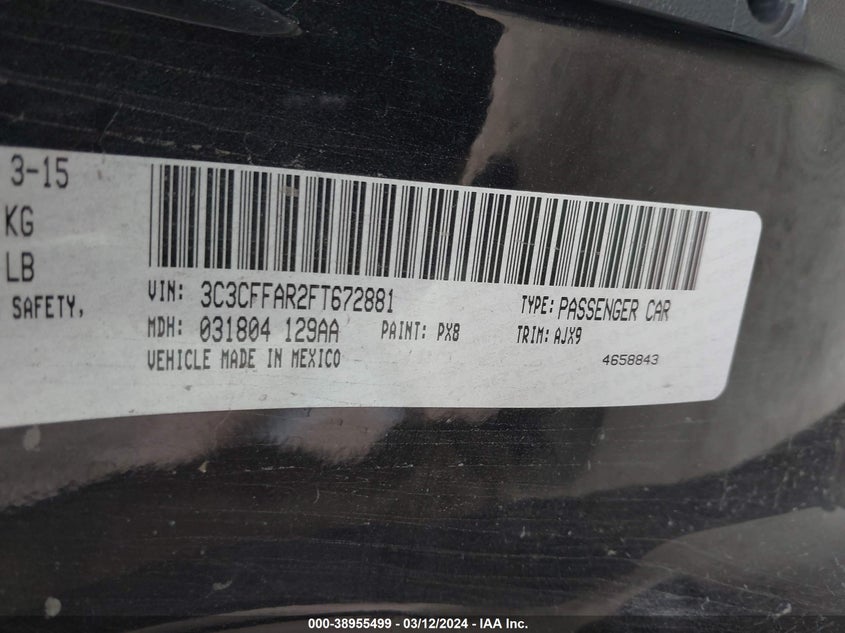 3-15
KG
LB
SAFETY,
VIN: 3C3CFFAR2FT672881
TYPE: PASSENGER CAR
MDH: 031804 129AA PAINT: PX8 TRIM: AJX9
VEHICLE MADE IN MEXICO
4658843
000-38955499 - 03/12/2024 - IAA Inc.